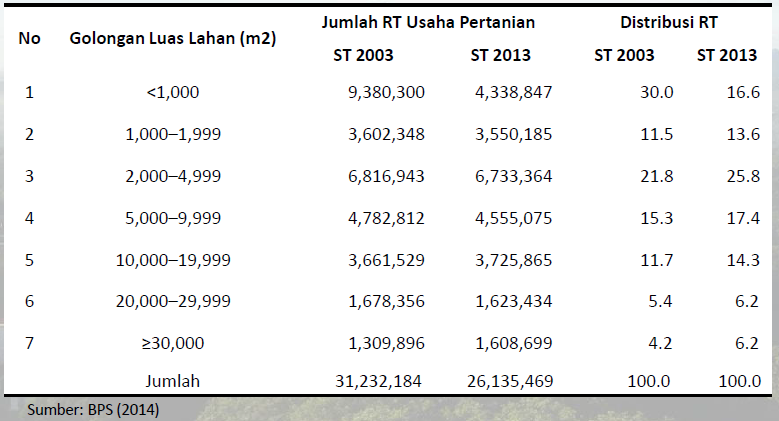 No Golongan Luas Lahan (m2) Jumlah RT Usaha Pertanian Distribusi RT
ST 2003 ST 2013 ST 2003 ST 2013
1 <1,000 9,380,300 4,338,847 30.0 16.6
2 1,000–1,999 3,602,348 3,550,185 11.5 13.6
3 2,000–4,999 6,816,943 6,733,364 21.8 25.8
4 5,000–9,999 4,782,812 4,555,075 15.3 17.4
5 10,000–19,999 3,661,529 3,725,865 11.7 14.3
6 20,000–29,999 1,678,356 1,623,434 5.4 6.2
7 ≥30,000 1,309,896 1,608,699 4.2 6.2
Jumlah 31,232,184 26,135,469 100.0 100.0
Sumber: BPS (2014)